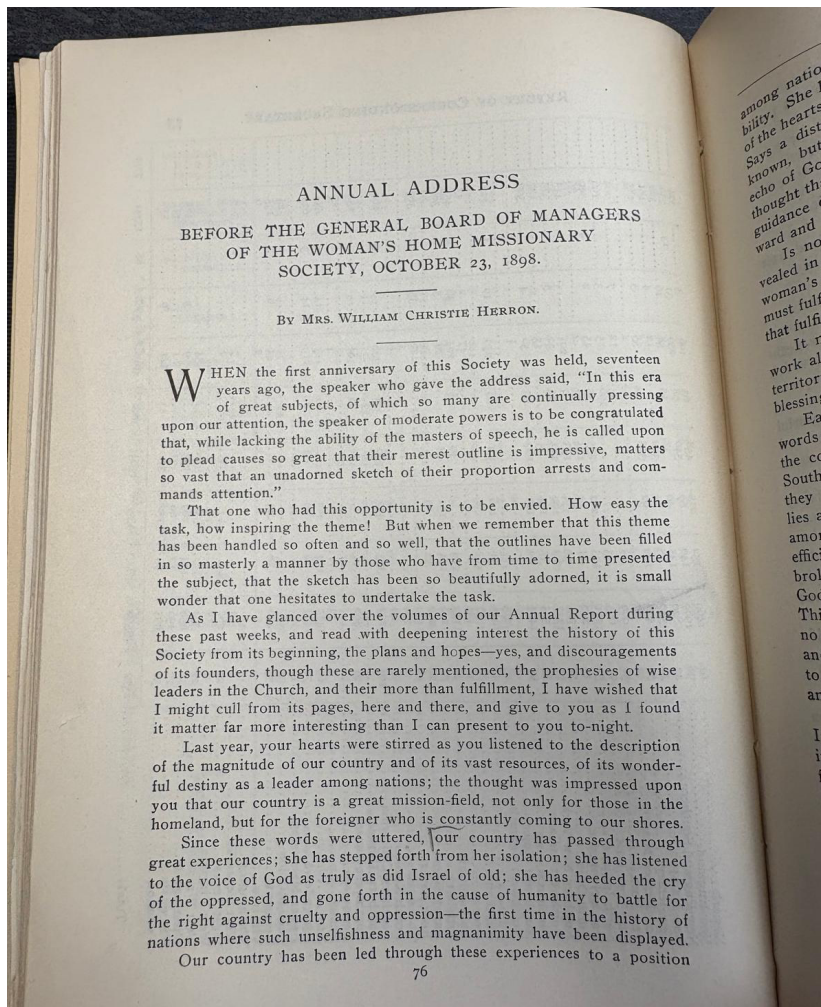 ANNUAL ADDRESS
BEFORE THE GENERAL BOARD OF MANAGERS
OF THE WOMAN'S HOME MISSIONARY
SOCIETY, OCTOBER 23, 1898.
BY MRS. WILLIAM CHRISTIE HERRON.
WHEN the first anniversary of this Society was held, seventeen
years ago, the speaker who gave the address said, "In this era
of great subjects, of which so many are continually pressing
upon our attention, the speaker of moderate powers is to be congratulated
that, while lacking the ability of the masters of speech, he is called upon
to plead causes so great that their merest outline is impressive, matters
so vast that an unadorned sketch of their proportion arrests and com-
mands attention."
That one who had this opportunity is to be envied. How easy the
task, how inspiring the theme! But when we remember that this theme
has been handled so often and so well, that the outlines have been filled
in so masterly a manner by those who have from time to time presented
the subject, that the sketch has been so beautifully adorned, it is small
wonder that one hesitates to undertake the task.
As I have glanced over the volumes of our Annual Report during
these past weeks, and read with deepening interest the history of this
Society from its beginning, the plans and hopes—yes, and discouragements
of its founders, though these are rarely mentioned, the prophesies of wise
leaders in the Church, and their more than fulfillment, I have wished that
I might cull from its pages, here and there, and give to you as I found
it matter far more interesting than I can present to you to-night.
Last year, your hearts were stirred as you listened to the description
of the magnitude of our country and of its vast resources, of its wonder-
ful destiny as a leader among nations; the thought was impressed upon
you that our country is a great mission-field, not only for those in the
homeland, but for the foreigner who is constantly coming to our shores.
Since these words were uttered, our country has passed through
great experiences; she has stepped forth from her isolation; she has listened
to the voice of God as truly as did Israel of old; she has heeded the cry
of the oppressed, and gone forth in the cause of humanity to battle for
the right against cruelty and oppression—the first time in the history of
nations where such unselfishness and magnanimity have been displayed.
Our country has been led through these experiences to a position
76
among natio
bility. She
of the hearts
Says a dist
known, but
echo of Go
thought th
guidance
ward and
Is no
vealed in
woman's
must fulf
that fulfi
It
work al
territor
blessing
Ea
words
the co
South
they
lies a
amon
effici
brol
God
Thi
no
an
to
ar
I